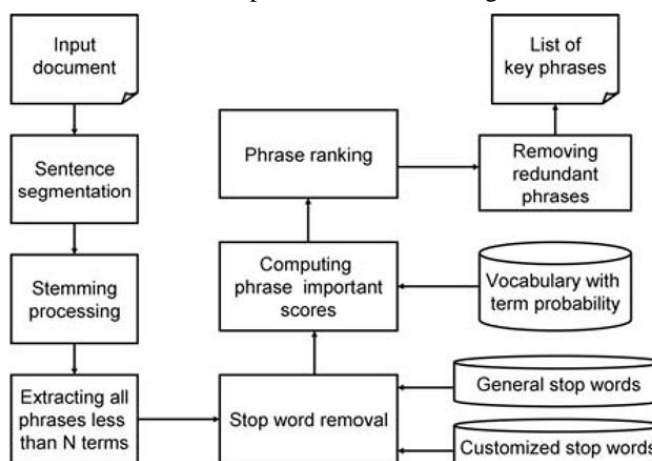 Input
document
Sentence
segmentation
Stemming
processing
Extracting all
phrases less
than N terms
Stop word removal
General stop words
Customized stop words
Computing
phrase important
scores
Vocabulary with
term probability
Phrase ranking
Removing
redundant
phrases
List of
key phrases